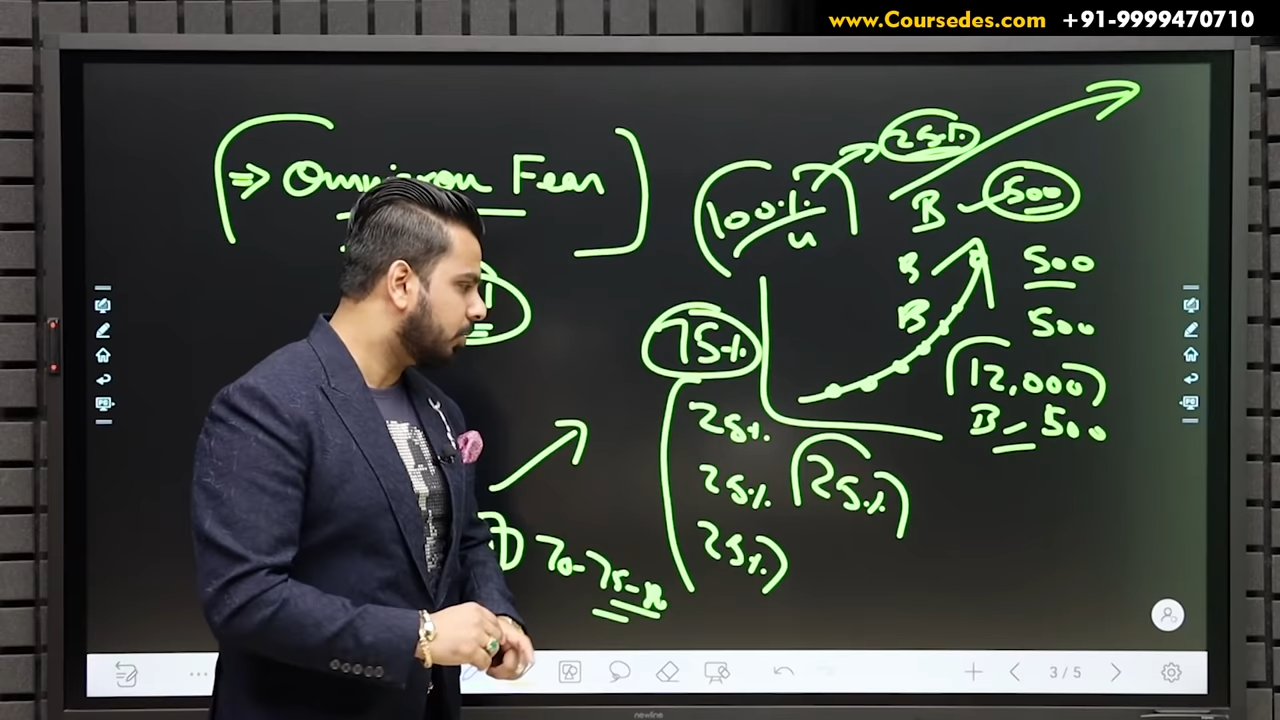 www.Coursedes.com +91-9999470710
=> Omicron Fear
100% 25%
B 500
B 500
B 500
75%
(12,000)
B - 500
25%
25% (25%)
25%
70-75-%
3/5
newline